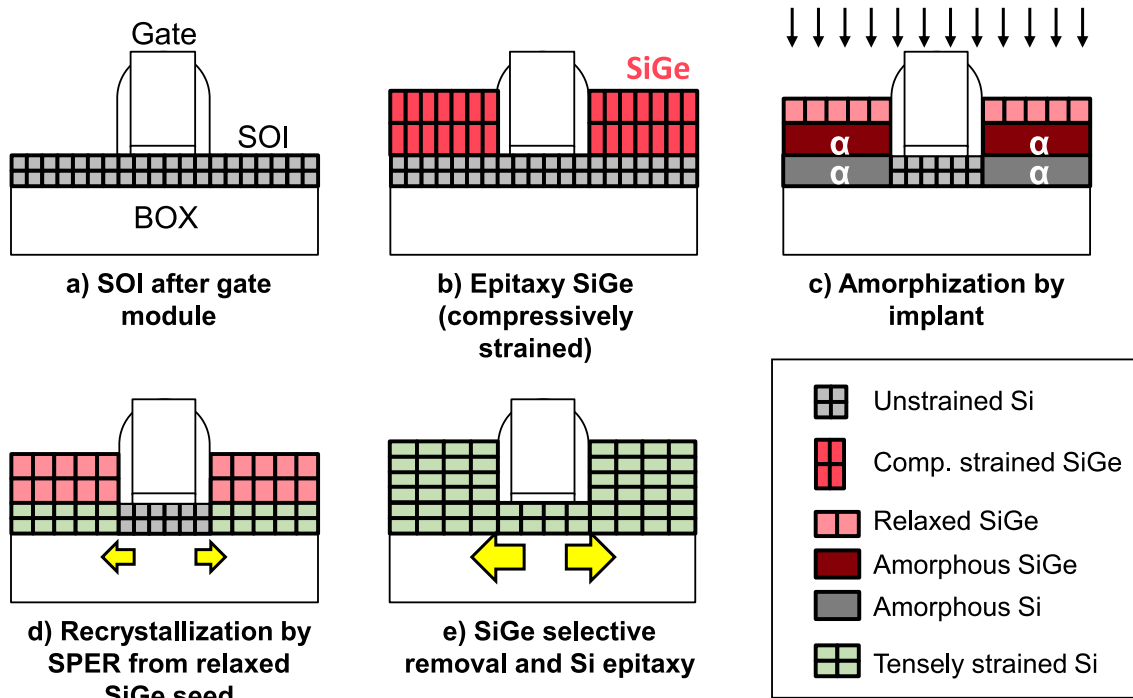 Gate
SOI
BOX
a) SOI after gate
module
SiGe
b) Epitaxy SiGe
(compressively
strained)
α α
α α
c) Amorphization by
implant
d) Recrystallization by
SPER from relaxed
SiGe seed
e) SiGe selective
removal and Si epitaxy
Unstrained Si
Comp. strained SiGe
Relaxed SiGe
Amorphous SiGe
Amorphous Si
Tensely strained Si